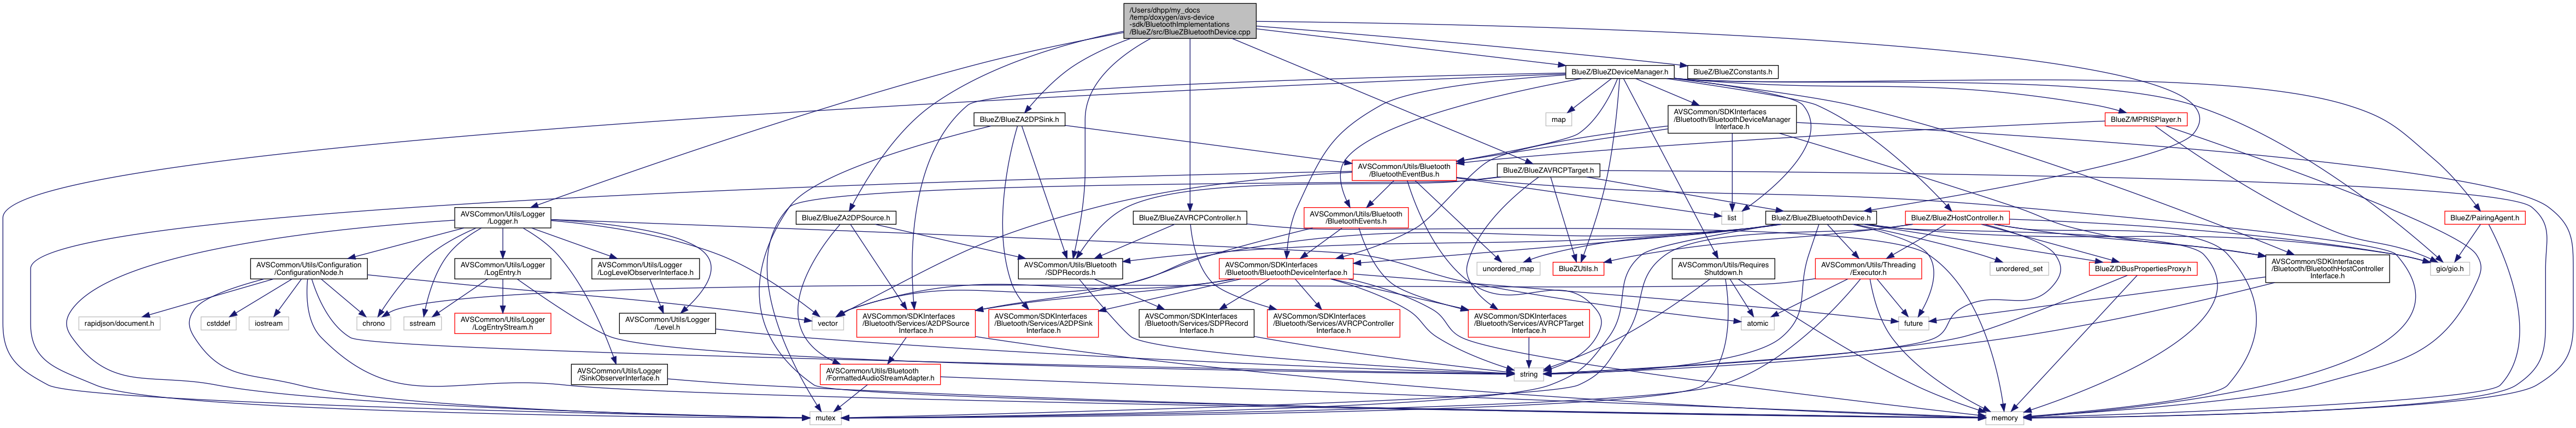 /Users/dhpp/my_docs
/temp/doxygen/avs-device
-sdk/BluetoothImplementations
/BlueZ/src/BlueZBluetoothDevice.cpp
BlueZ/BlueZDeviceManager.h
BlueZ/BlueZConstants.h
BlueZ/BlueZA2DPSink.h
map
AVSCommon/SDKInterfaces
/Bluetooth/BluetoothDeviceManager
Interface.h
BlueZ/MPRISPlayer.h
AVSCommon/Utils/Bluetooth
/BluetoothEventBus.h
BlueZ/BlueZAVRCPTarget.h
AVSCommon/Utils/Logger
/Logger.h
BlueZ/BlueZA2DPSource.h
BlueZ/BlueZAVRCPController.h
AVSCommon/Utils/Bluetooth
/BluetoothEvents.h
list
BlueZ/BlueZBluetoothDevice.h
BlueZ/BlueZHostController.h
BlueZ/PairingAgent.h
AVSCommon/Utils/Configuration
/ConfigurationNode.h
AVSCommon/Utils/Logger
/LogEntry.h
AVSCommon/Utils/Logger
/LogLevelObserverInterface.h
AVSCommon/Utils/Bluetooth
/SDPRecords.h
AVSCommon/SDKInterfaces
/Bluetooth/BluetoothDeviceInterface.h
unordered_map
BlueZUtils.h
AVSCommon/Utils/Requires
Shutdown.h
AVSCommon/Utils/Threading
/Executor.h
unordered_set
BlueZ/DBusPropertiesProxy.h
AVSCommon/SDKInterfaces
/Bluetooth/BluetoothHostController
Interface.h
gio/gio.h
rapidjson/document.h
cstddef
iostream
chrono
sstream
AVSCommon/Utils/Logger
/LogEntryStream.h
AVSCommon/Utils/Logger
/Level.h
vector
AVSCommon/SDKInterfaces
/Bluetooth/Services/A2DPSource
Interface.h
AVSCommon/SDKInterfaces
/Bluetooth/Services/A2DPSink
Interface.h
AVSCommon/SDKInterfaces
/Bluetooth/Services/SDPRecord
Interface.h
AVSCommon/SDKInterfaces
/Bluetooth/Services/AVRCPController
Interface.h
AVSCommon/SDKInterfaces
/Bluetooth/Services/AVRCPTarget
Interface.h
atomic
future
AVSCommon/Utils/Logger
/SinkObserverInterface.h
AVSCommon/Utils/Bluetooth
/FormattedAudioStreamAdapter.h
string
mutex
memory